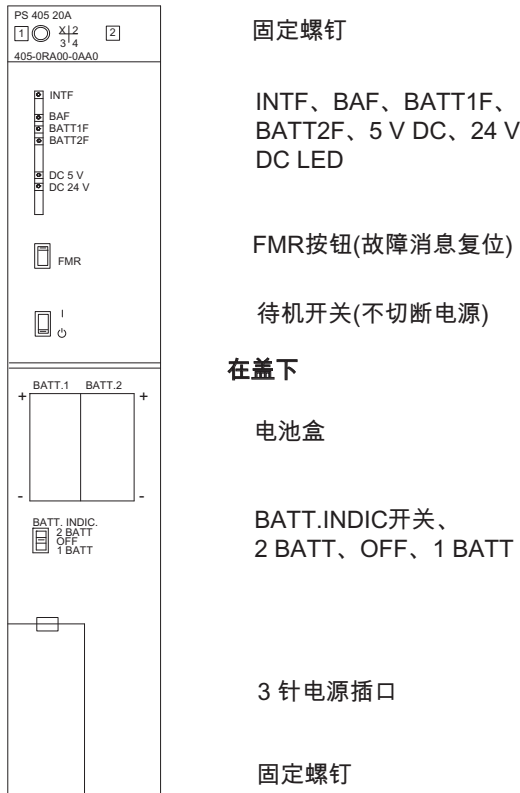 PS 405 20A
1 X 2 2
3 4
405-0RA00-0AA0
固定螺钉
INTF
BAF
BATT1F
BATT2F
DC 5 V
DC 24 V
INTF、BAF、BATT1F、
BATT2F、5 V DC、24 V
DC LED
FMR
FMR按钮(故障消息复位)
I
待机开关(不切断电源)
在盖下
BATT.1 BATT.2
+ +
电池盒
- -
BATT. INDIC.
2 BATT
OFF
1 BATT
BATT.INDIC开关、
2 BATT、OFF、1 BATT
3 针电源插口
固定螺钉